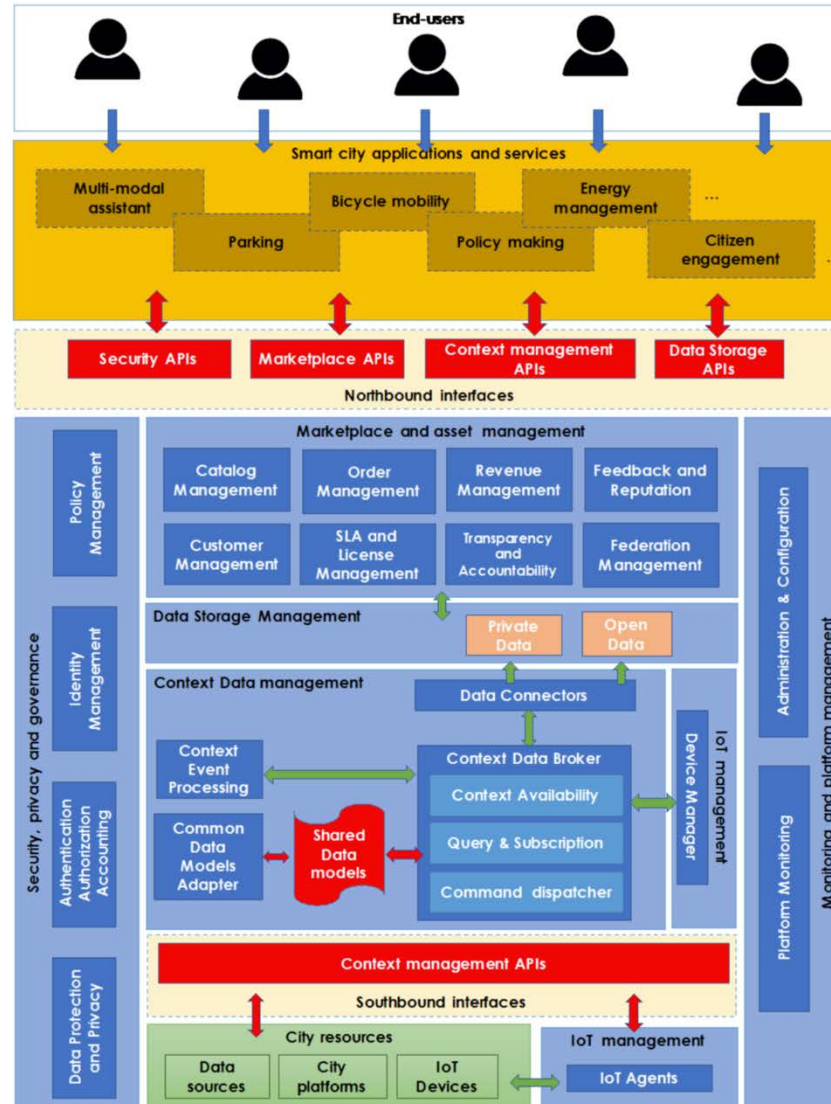 End-users
Smart city applications and services
Multi-modal
assistant
Parking
Bicycle mobility
Policy making
Energy
management
...
Citizen
engagement
...
Security APIs
Marketplace APIs
Context management
APIs
Data Storage
APIs
Northbound interfaces
Security, privacy and governance
Policy
Management
Identity
Management
Authentication
Authorization
Accounting
Data Protection
and Privacy
Marketplace and asset management
Catalog
Management
Order
Management
Revenue
Management
Feedback and
Reputation
Customer
Management
SLA and
License
Management
Transparency
and
Accountability
Federation
Management
Data Storage Management
Private
Data
Open
Data
Context Data management
Data Connectors
Context
Event
Processing
Common
Data
Models
Adapter
Shared
Data
models
Context Data Broker
Context Availability
Query & Subscription
Command dispatcher
IoT management
Device Manager
Monitoring and platform management
Administration & Configuration
Platform Monitoring
Context management APIs
Southbound interfaces
City resources
Data
sources
City
platforms
IoT
Devices
IoT management
IoT Agents